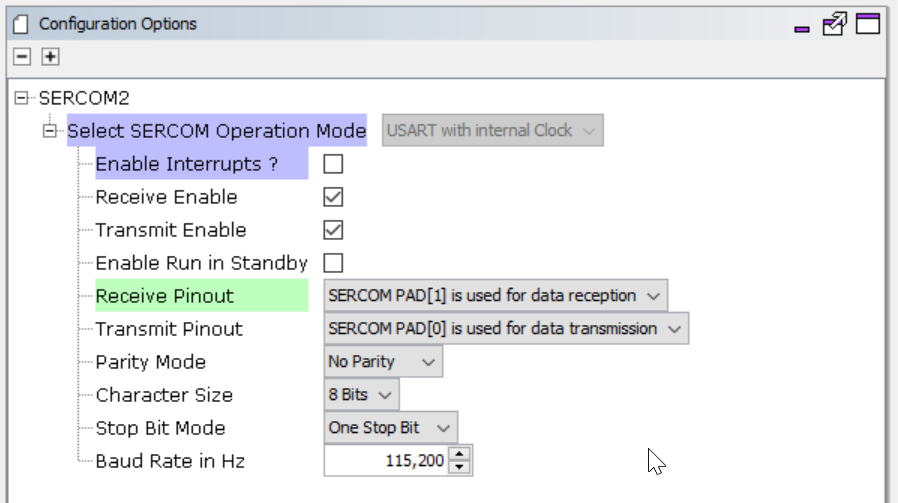 Configuration Options
SERCOM2
Select SERCOM Operation Mode USART with internal Clock
Enable Interrupts ?
Receive Enable
Transmit Enable
Enable Run in Standby
Receive Pinout SERCOM PAD[1] is used for data reception
Transmit Pinout SERCOM PAD[0] is used for data transmission
Parity Mode No Parity
Character Size 8 Bits
Stop Bit Mode One Stop Bit
Baud Rate in Hz 115,200